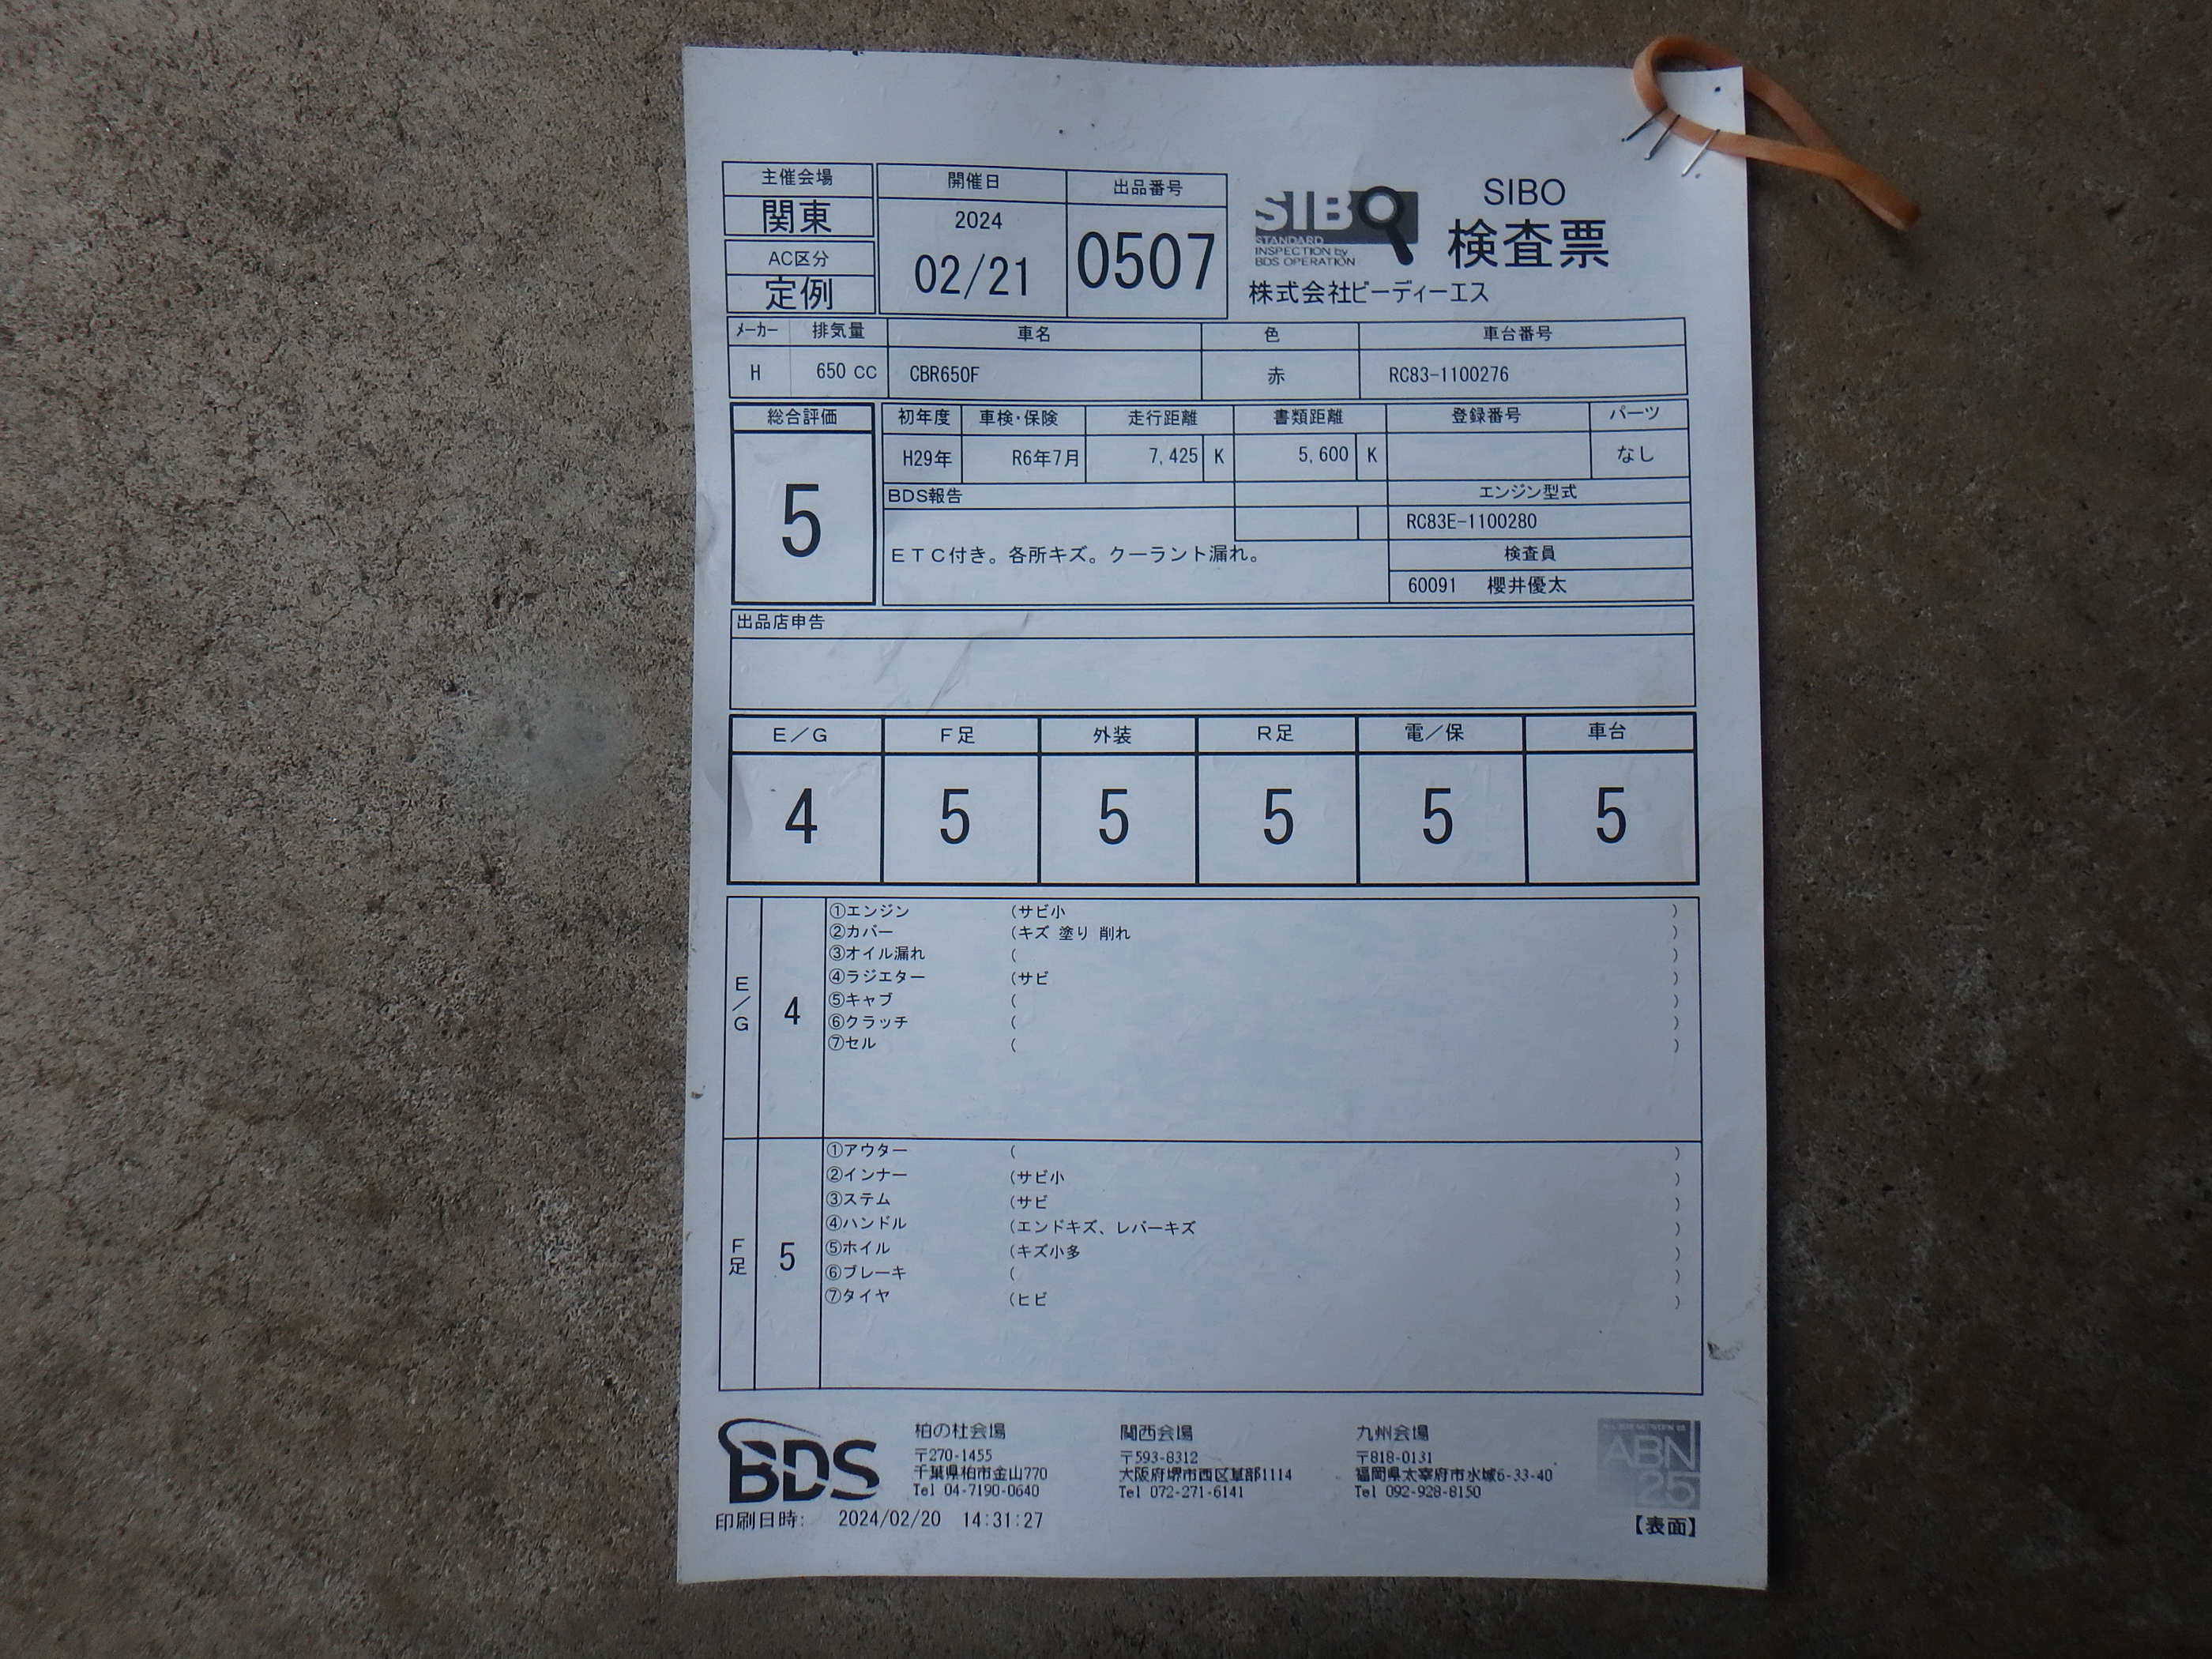 主催会場
関東
AC区分
定例
開催日
2024
02/21
出品番号
0507
SIBO
STANDARD
INSPECTION by
BDS OPERATION
SIBO
検査票
株式会社ビーディーエス
メーカー 排気量 車名 色 車台番号
H 650 CC CBR650F 赤 RC83-1100276
総合評価
5
初年度 車検・保険 走行距離 書類距離 登録番号 パーツ
H29年 R6年7月 7,425 K 5,600 K なし
BDS報告
ETC付き。各所キズ。クーラント漏れ。
エンジン型式
RC83E-1100280
検査員
60091 櫻井優太
出品店申告
E/G F足 外装 R足 電/保 車台
4 5 5 5 5 5
E/G 4
①エンジン (サビ小 )
②カバー (キズ 塗り 削れ )
③オイル漏れ ( )
④ラジエター (サビ )
⑤キャブ ( )
⑥クラッチ ( )
⑦セル ( )
F足 5
①アウター ( )
②インナー (サビ小 )
③ステム (サビ )
④ハンドル (エンドキズ、レバーキズ )
⑤ホイル (キズ小多 )
⑥ブレーキ ( )
⑦タイヤ (ヒビ )
BDS
柏の杜会場
〒270-1455
千葉県柏市金山770
Tel 04-7190-0640
関西会場
〒593-8312
大阪府堺市西区草部1114
Tel 072-271-6141
九州会場
〒818-0131
福岡県太宰府市水城6-33-40
Tel 092-928-8150
ABN
25
印刷日時: 2024/02/20 14:31:27
【表面】